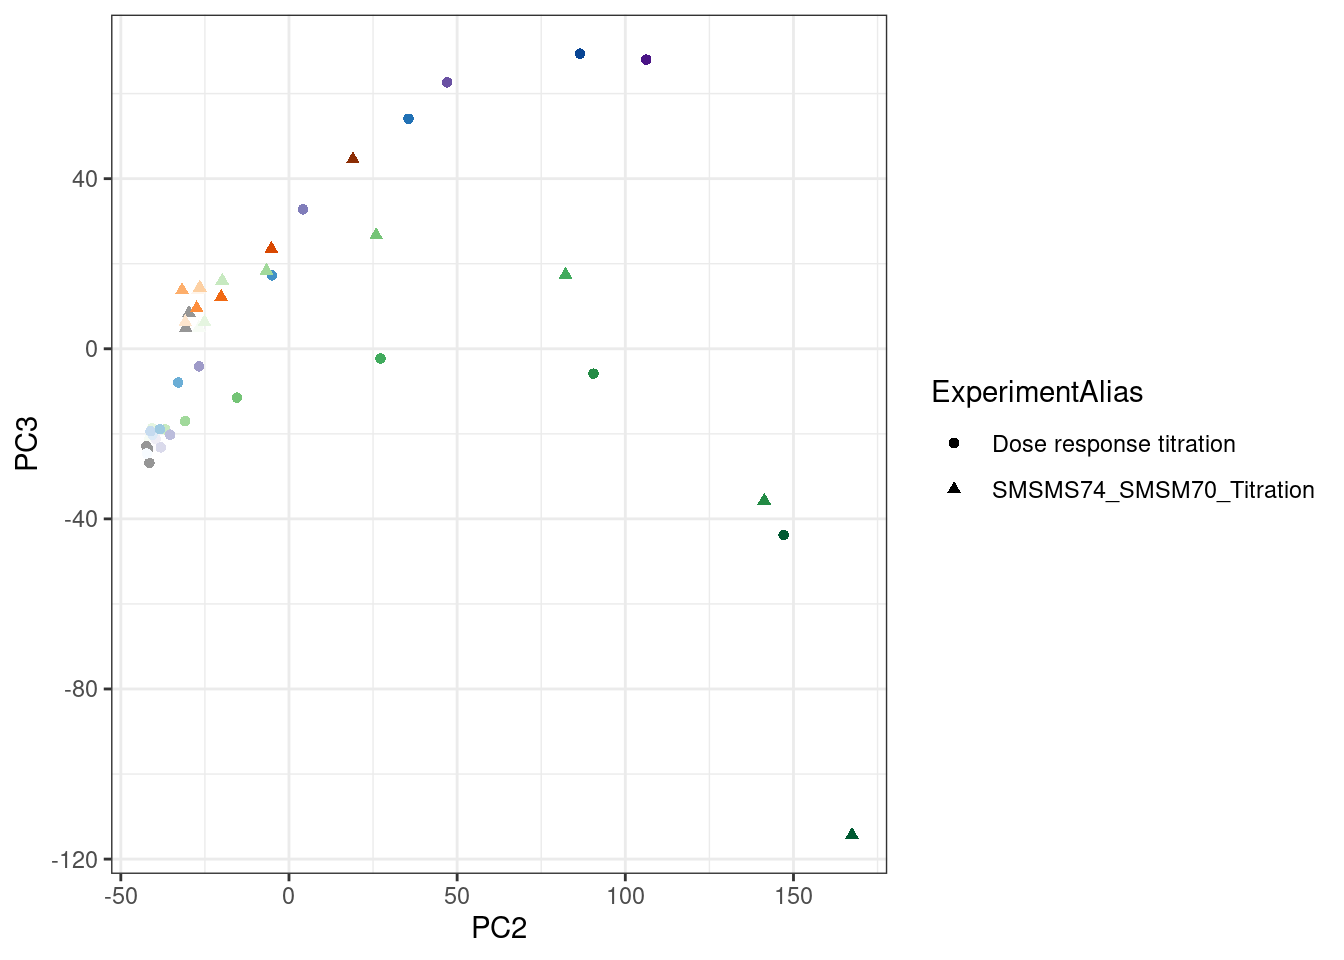 40
0
-40
-80
-120
-50
0
50
100
150
PC2
PC3
ExperimentAlias
Dose response titration
SMSMS74_SMSM70_Titration